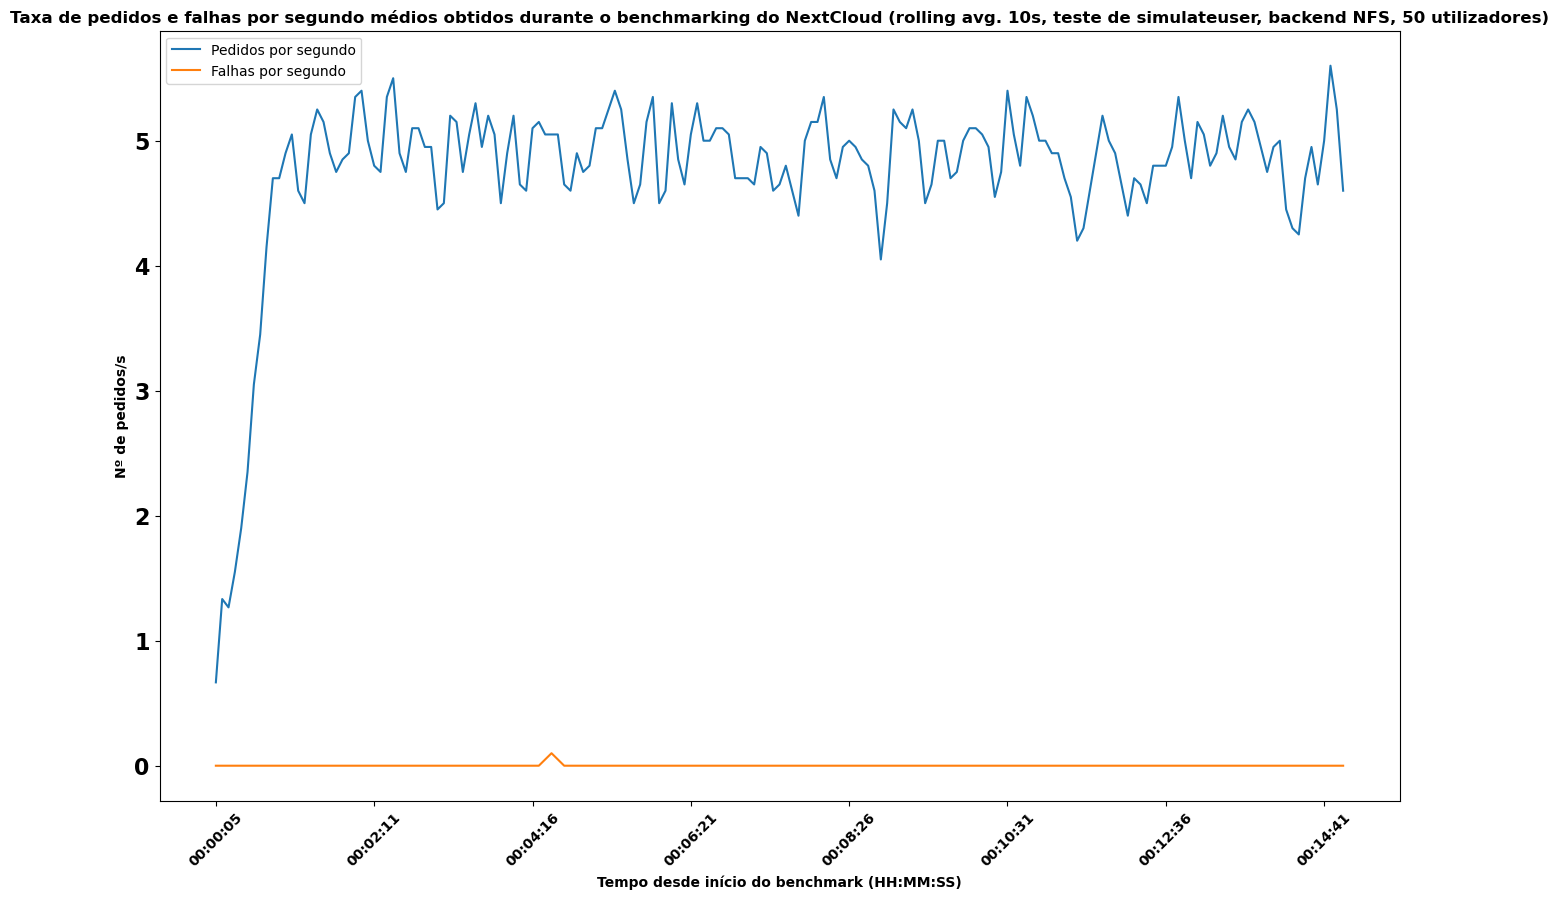 Taxa de pedidos e falhas por segundo médios obtidos durante o benchmarking do NextCloud (rolling avg. 10s, teste de simulateuser, backend NFS, 50 utilizadores)
Pedidos por segundo
Falhas por segundo
5
4
3
2
1
0
Nº de pedidos/s
00:00:05
00:02:11
00:04:16
00:06:21
00:08:26
00:10:31
00:12:36
00:14:41
Tempo desde início do benchmark (HH:MM:SS)